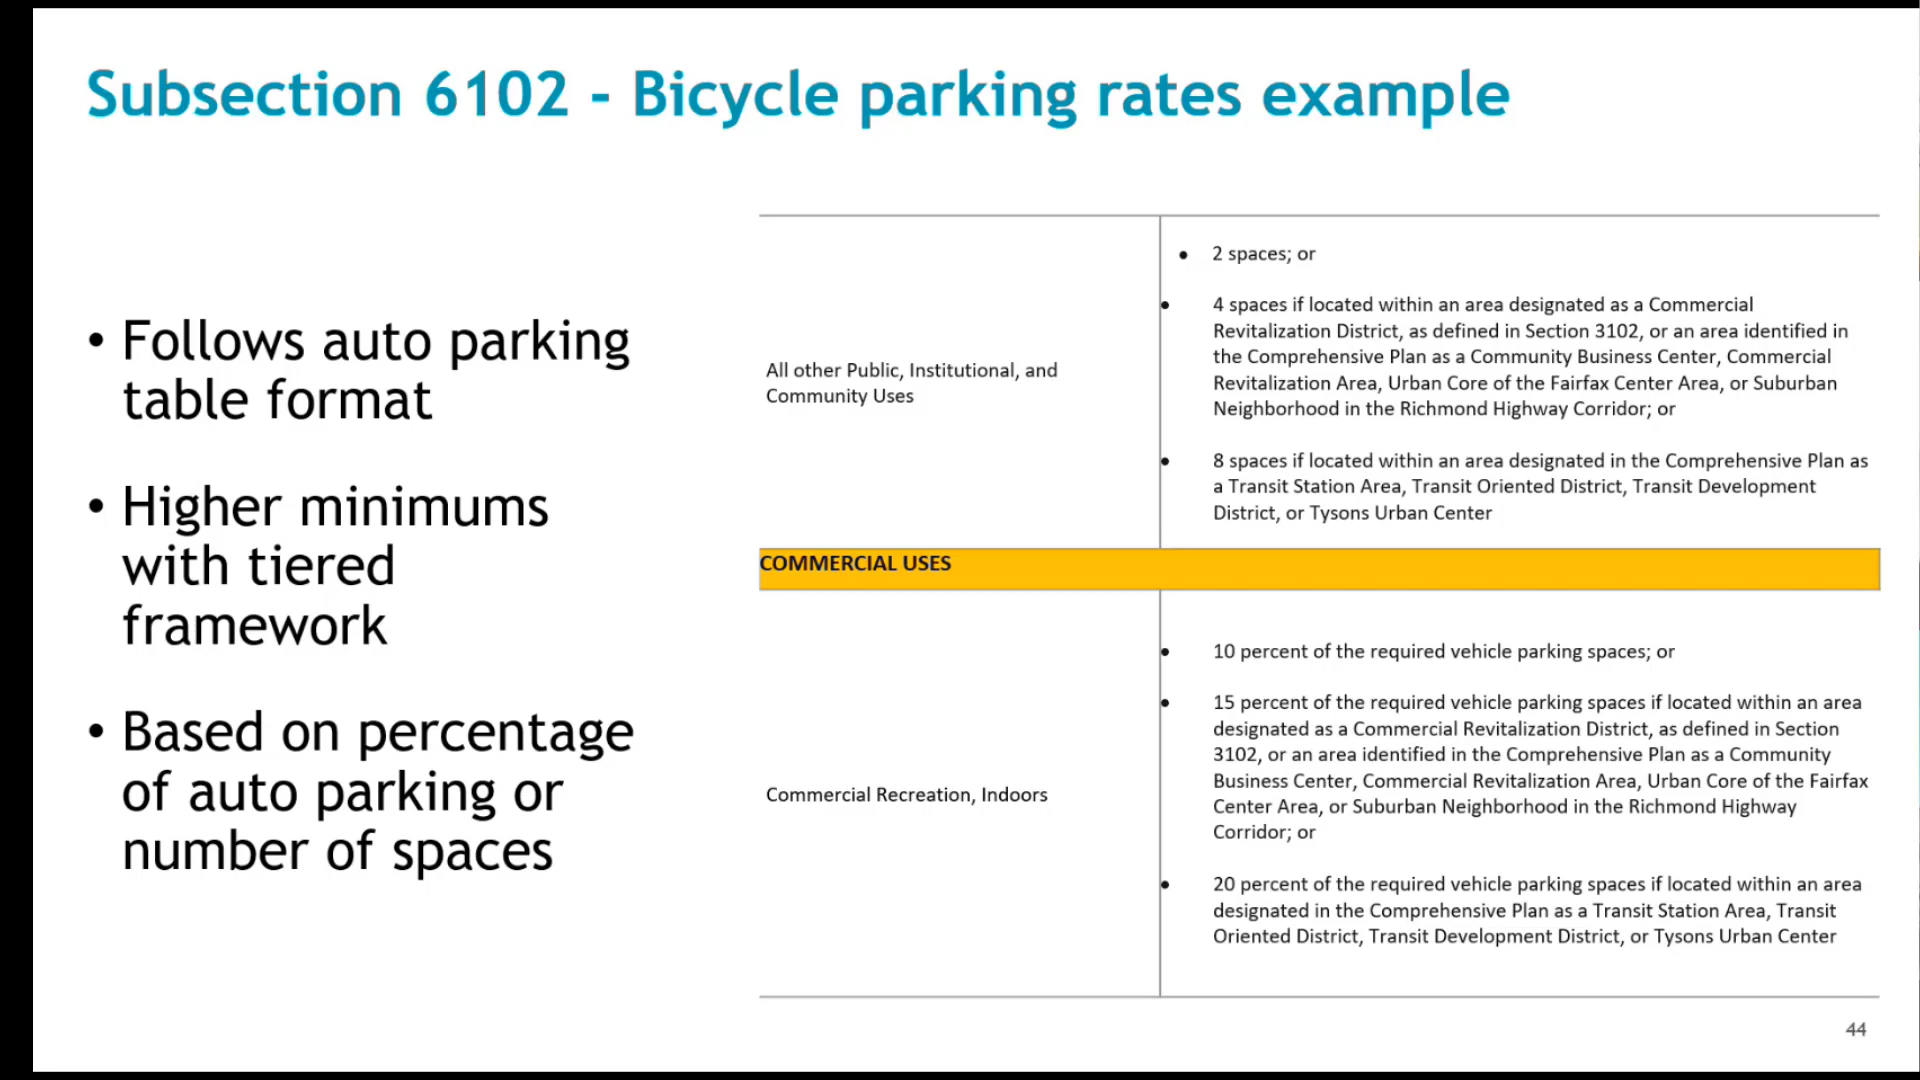 Subsection 6102 - Bicycle parking rates example
• Follows auto parking
table format
• Higher minimums
with tiered
framework
• Based on percentage
of auto parking or
number of spaces
All other Public, Institutional, and
Community Uses
• 2 spaces; or
• 4 spaces if located within an area designated as a Commercial
Revitalization District, as defined in Section 3102, or an area identified in
the Comprehensive Plan as a Community Business Center, Commercial
Revitalization Area, Urban Core of the Fairfax Center Area, or Suburban
Neighborhood in the Richmond Highway Corridor; or
• 8 spaces if located within an area designated in the Comprehensive Plan as
a Transit Station Area, Transit Oriented District, Transit Development
District, or Tysons Urban Center
COMMERCIAL USES
Commercial Recreation, Indoors
• 10 percent of the required vehicle parking spaces; or
• 15 percent of the required vehicle parking spaces if located within an area
designated as a Commercial Revitalization District, as defined in Section
3102, or an area identified in the Comprehensive Plan as a Community
Business Center, Commercial Revitalization Area, Urban Core of the Fairfax
Center Area, or Suburban Neighborhood in the Richmond Highway
Corridor; or
• 20 percent of the required vehicle parking spaces if located within an area
designated in the Comprehensive Plan as a Transit Station Area, Transit
Oriented District, Transit Development District, or Tysons Urban Center
44